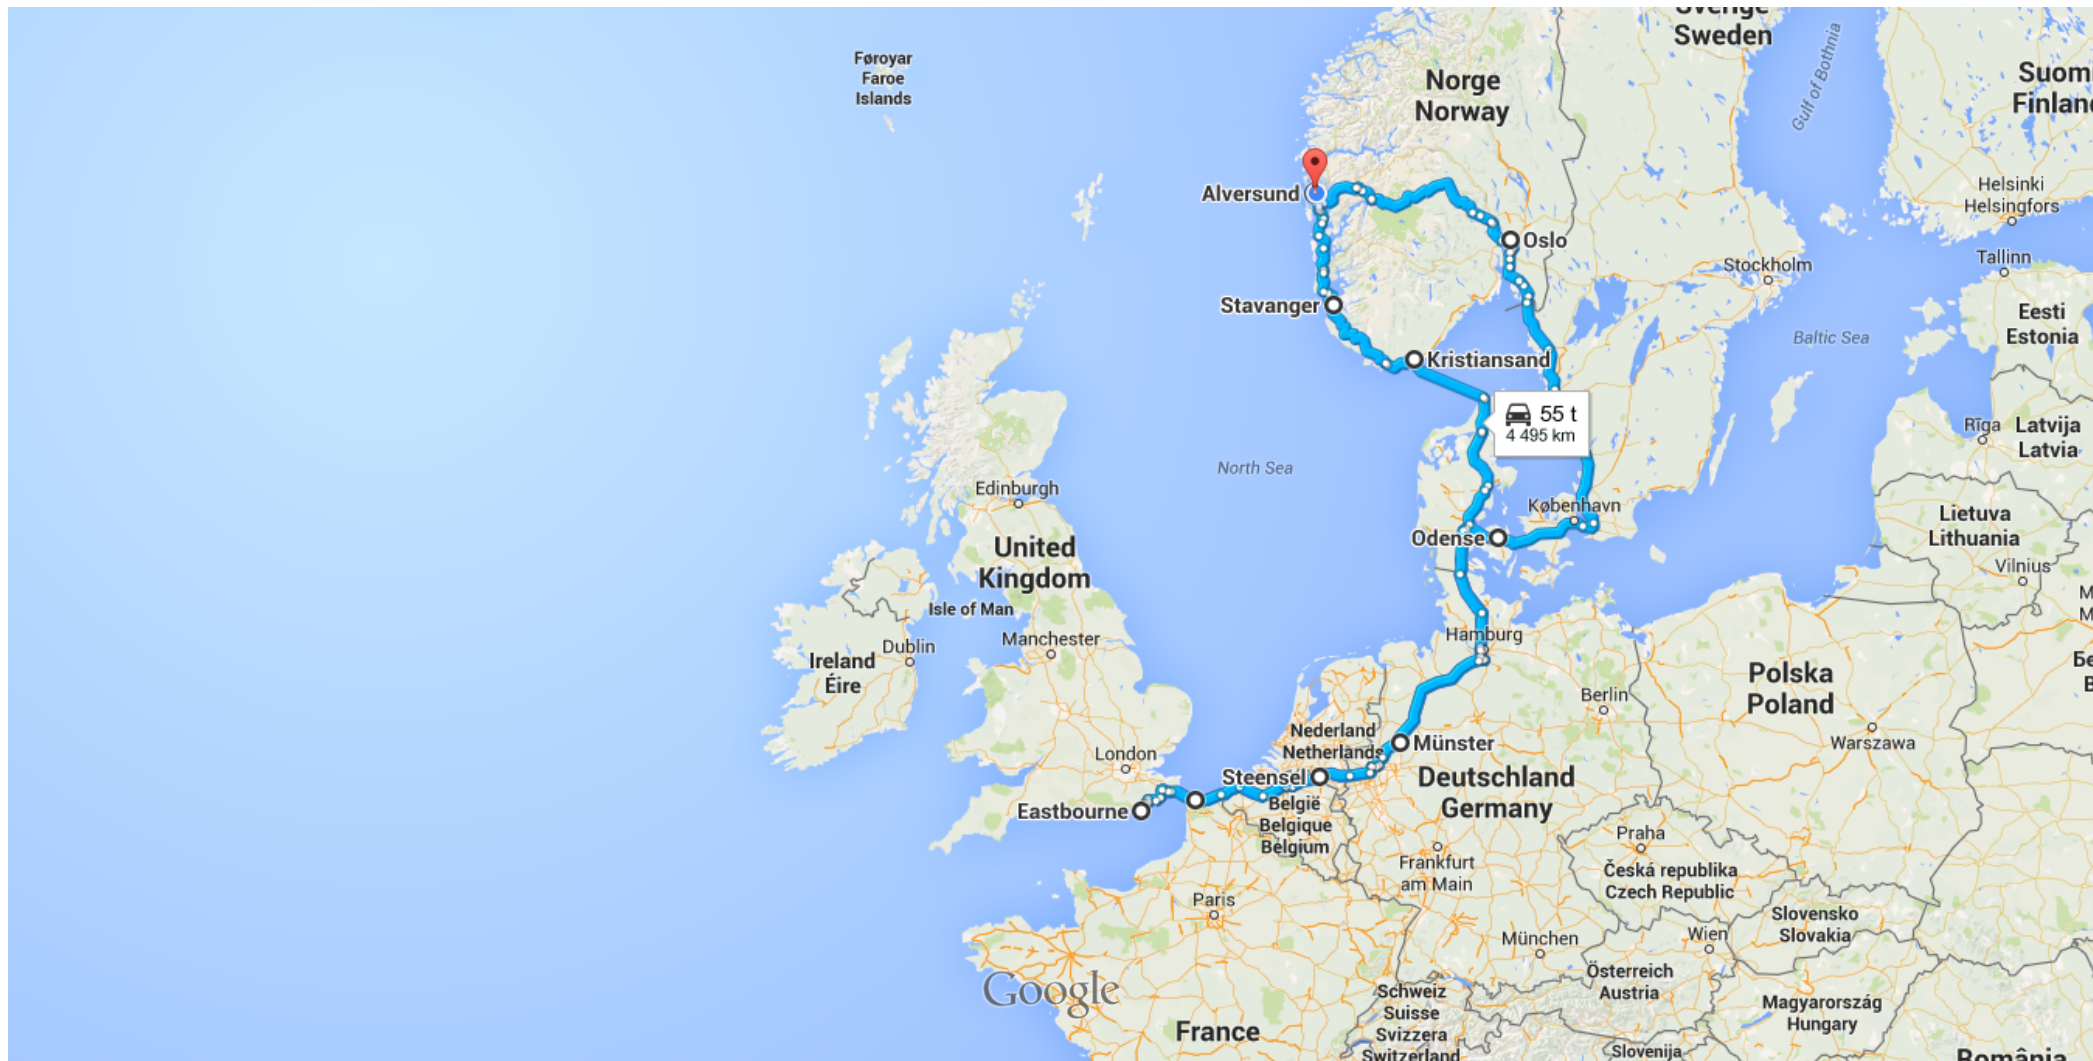 Sverige
Sweden
Gulf of Bothnia
Føroyar
Faroe
Islands
Norge
Norway
Suom
Finlan
Alversund
Helsinki
Helsingfors
Oslo
Stockholm
Tallinn
Stavanger
Eesti
Estonia
Baltic Sea
Kristiansand
55 t
4 495 km
Rīga
Latvija
Latvia
North Sea
Edinburgh
København
Odense
Lietuva
Lithuania
United
Kingdom
Vilnius
Isle of Man
M
M
Hamburg
Manchester
Dublin
Ireland
Éire
Polska
Poland
Бе
B
Berlin
Nederland
Netherlands
Münster
Warszawa
London
Steensel
Deutschland
Germany
Eastbourne
België
Belgique
Belgium
Praha
Frankfurt
am Main
Česká republika
Czech Republic
Paris
Slovensko
Slovakia
Wien
München
Österreich
Austria
Google
Schweiz
Suisse
Svizzera
Switzerland
Magyarország
Hungary
France
Slovenija
România